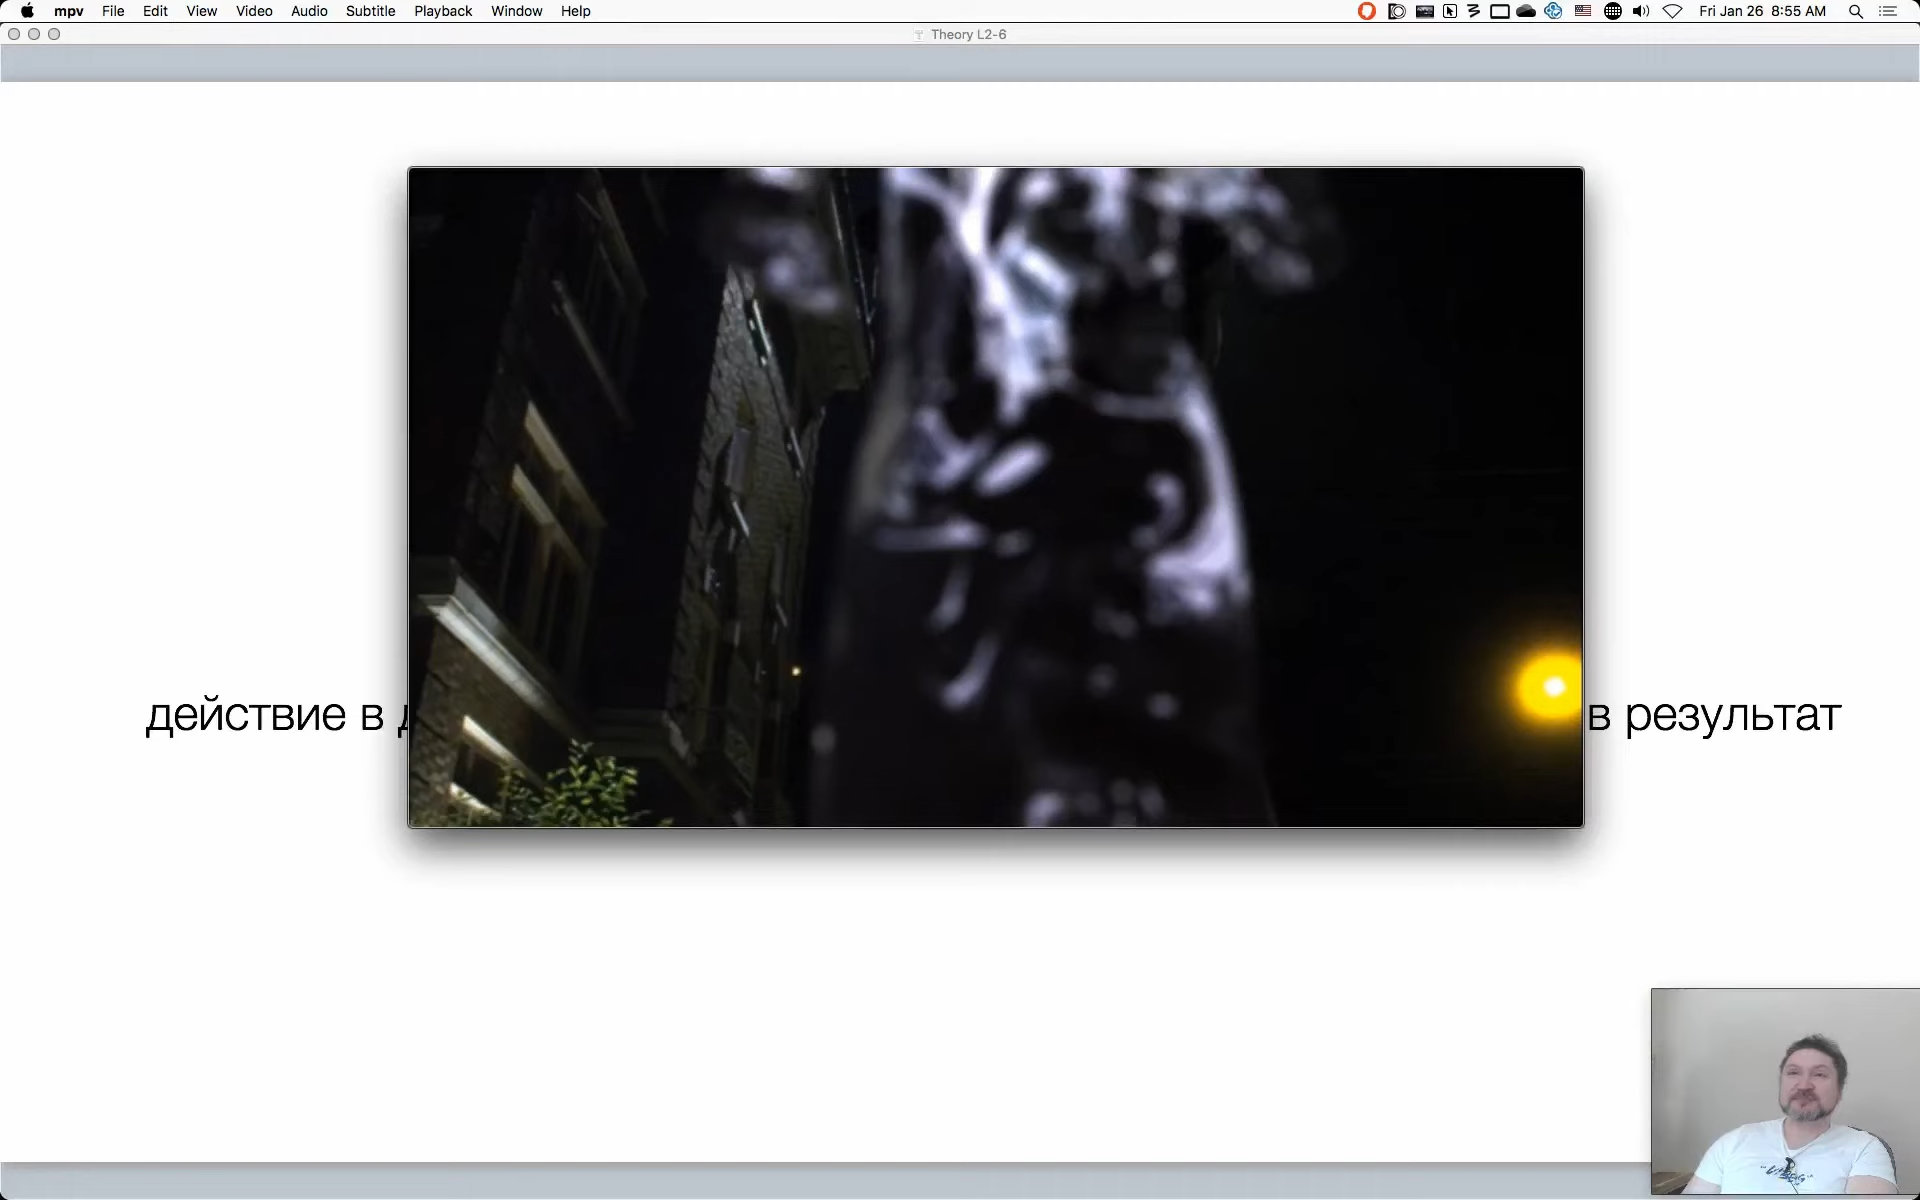 mpv File Edit View Video Audio Subtitle Playback Window Help Fri Jan 26 8:55 AM
Theory L2-6
действие в в результат